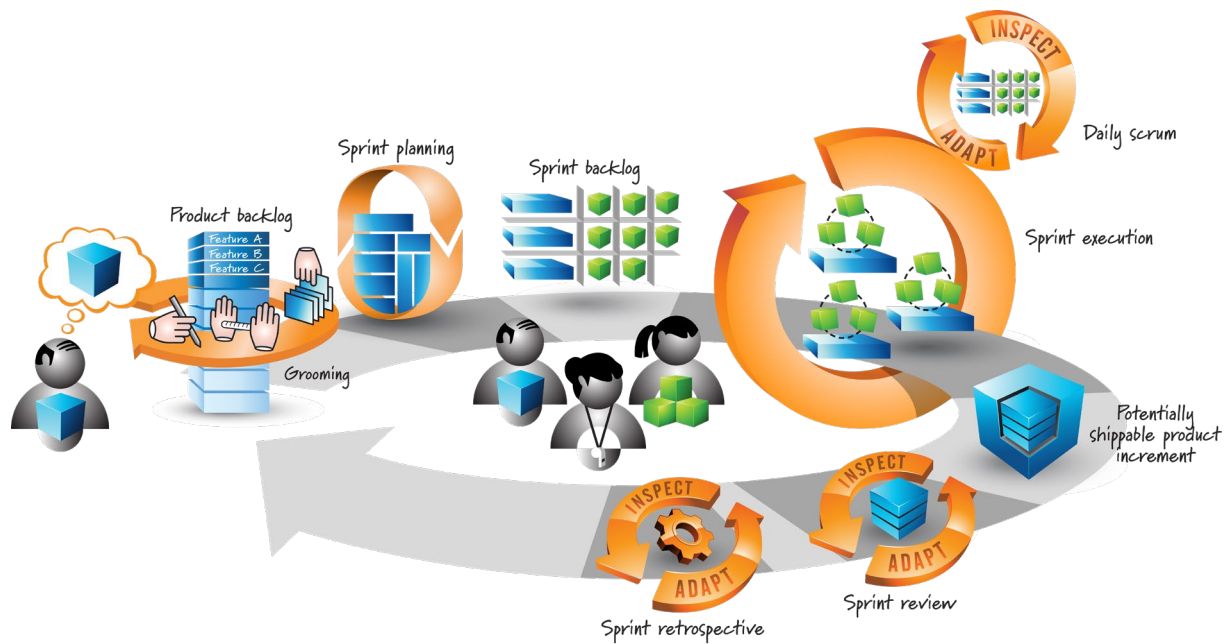 INSPECT
ADAPT
Daily scrum
Sprint planning
Sprint backlog
Product backlog
Feature A
Feature B
Feature C
Sprint execution
Grooming
Potentially
shippable product
increment
INSPECT
ADAPT
Sprint review
INSPECT
ADAPT
Sprint retrospective